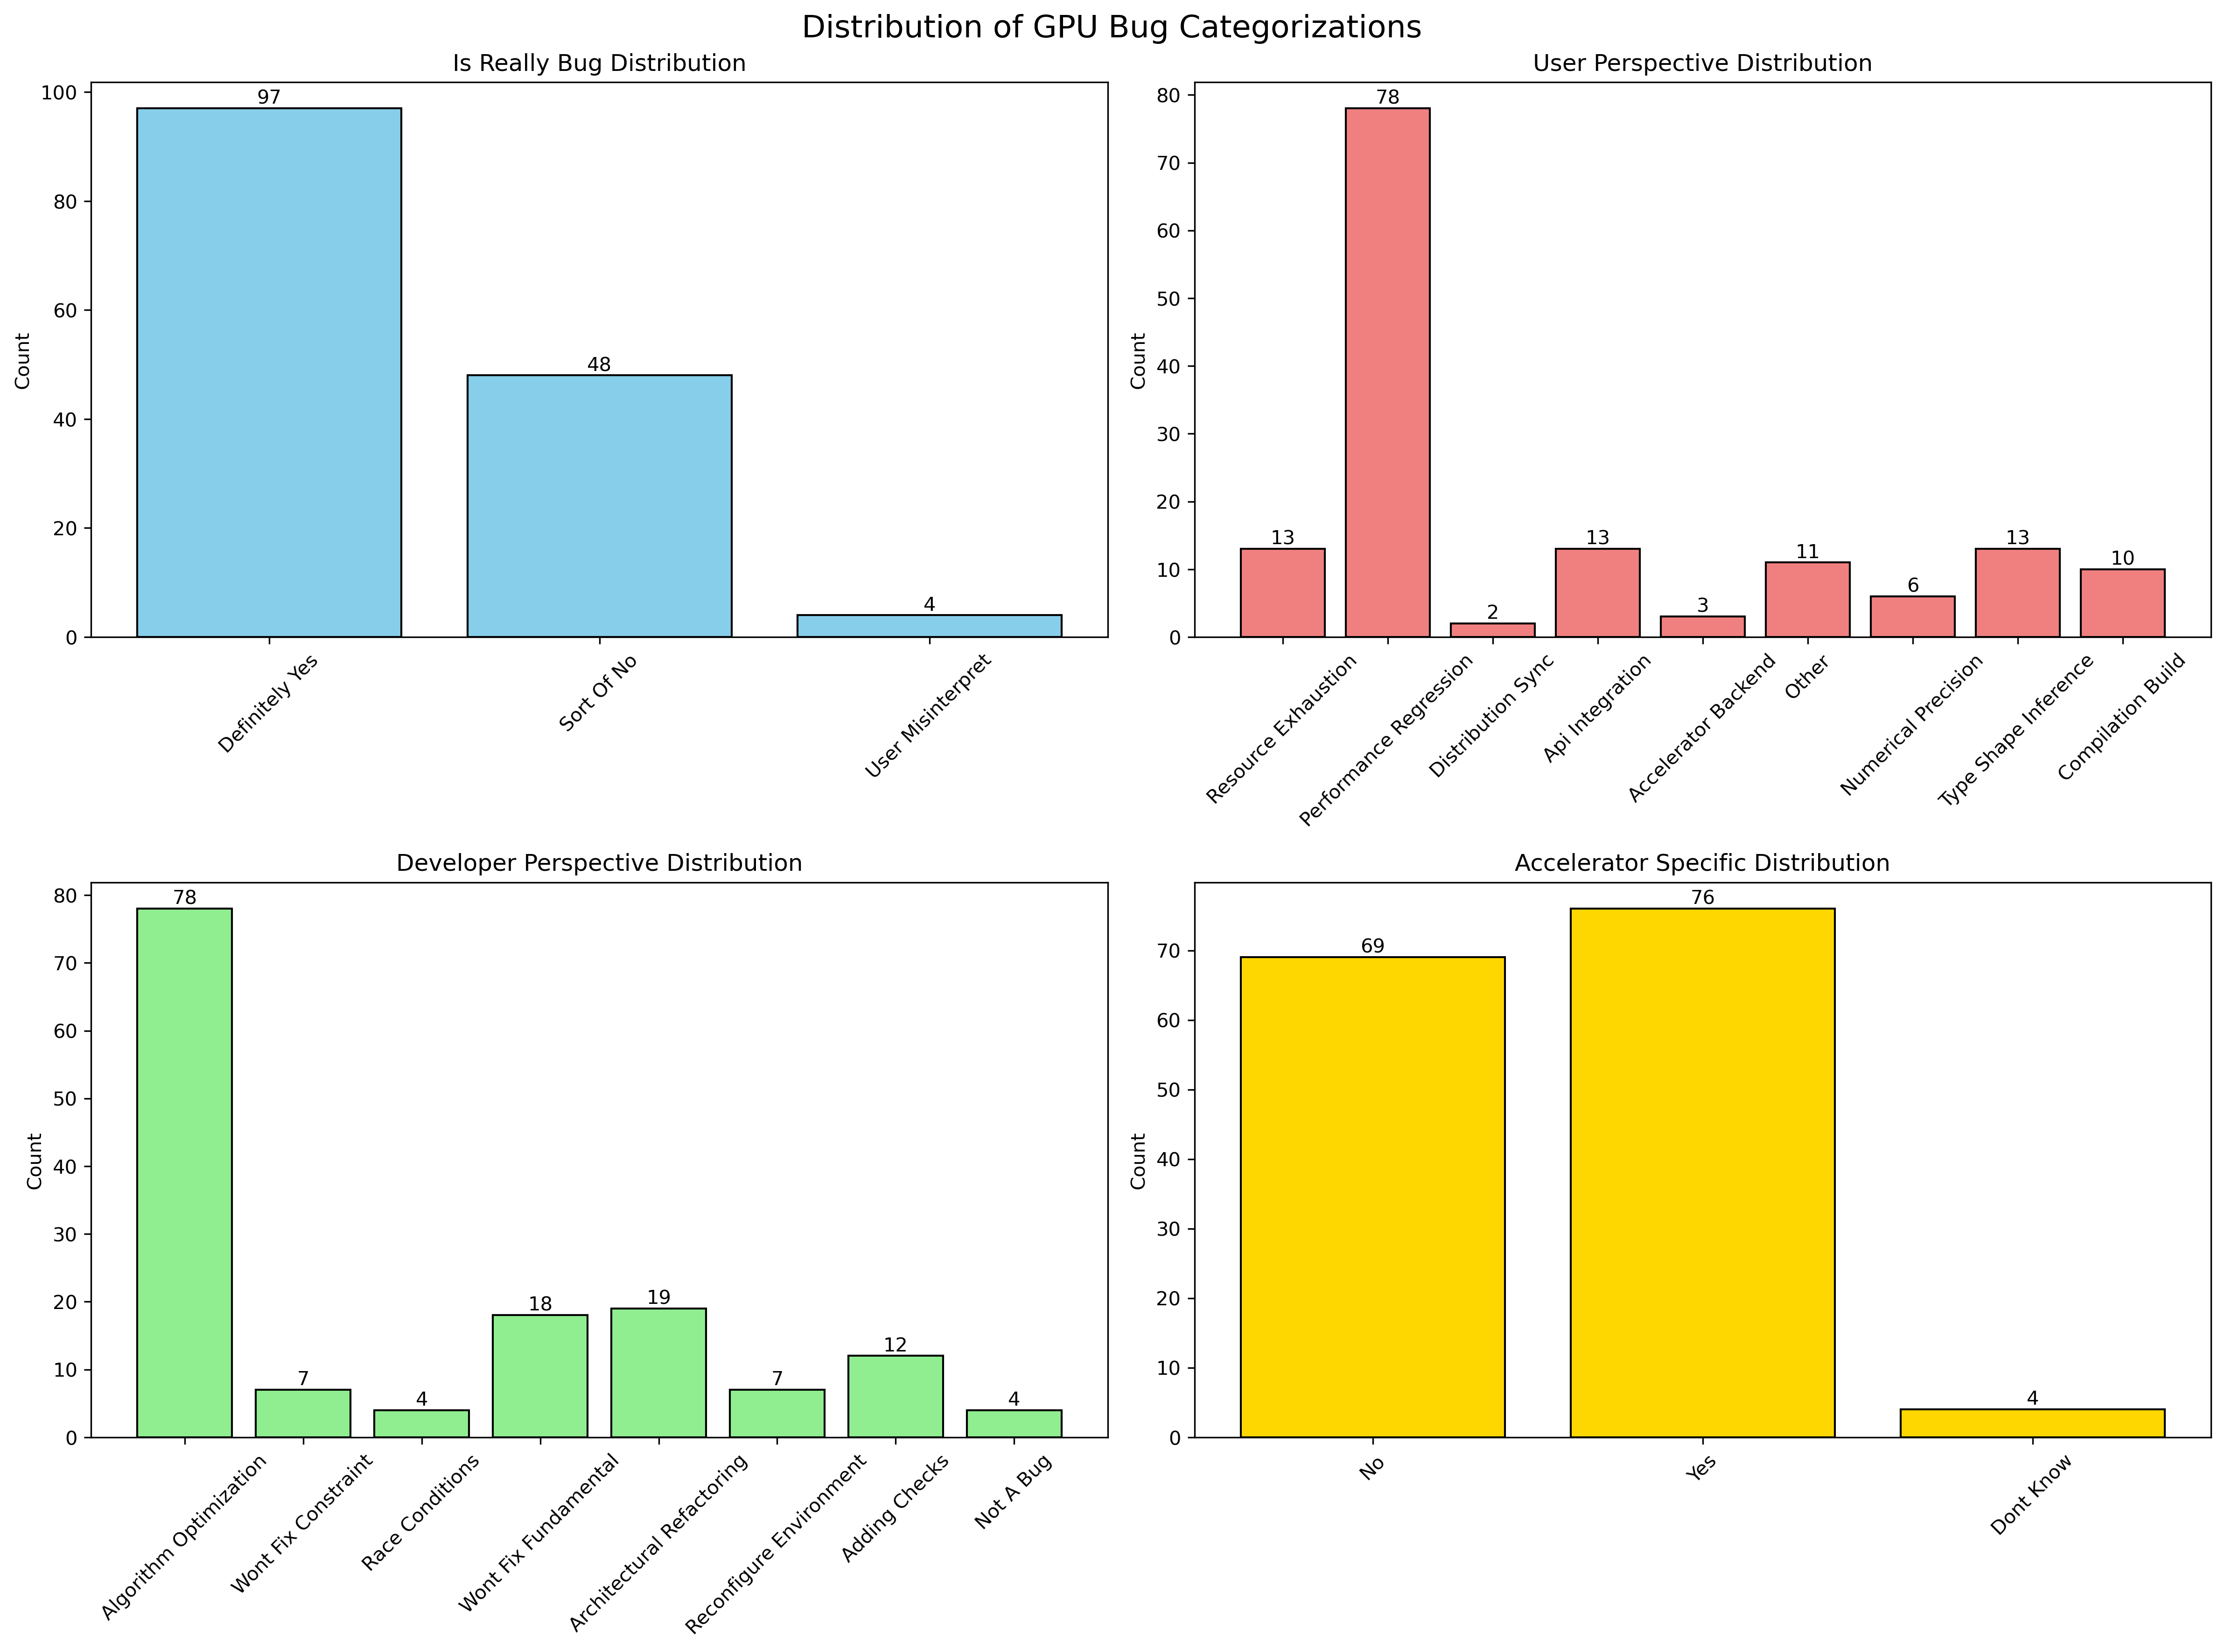 Distribution of GPU Bug Categorizations
Is Really Bug Distribution
Count
100
80
60
40
20
0
97
48
4
Definitely Yes
Sort Of No
User Misinterpret
User Perspective Distribution
Count
80
70
60
50
40
30
20
10
0
13
78
2
13
3
11
6
13
10
Resource Exhaustion
Performance Regression
Distribution Sync
Api Integration
Accelerator Backend
Other
Numerical Precision
Type Shape Inference
Compilation Build
Developer Perspective Distribution
Count
80
70
60
50
40
30
20
10
0
78
7
4
18
19
7
12
4
Algorithm Optimization
Wont Fix Constraint
Race Conditions
Wont Fix Fundamental
Architectural Refactoring
Reconfigure Environment
Adding Checks
Not A Bug
Accelerator Specific Distribution
Count
70
60
50
40
30
20
10
0
69
76
4
No
Yes
Dont Know